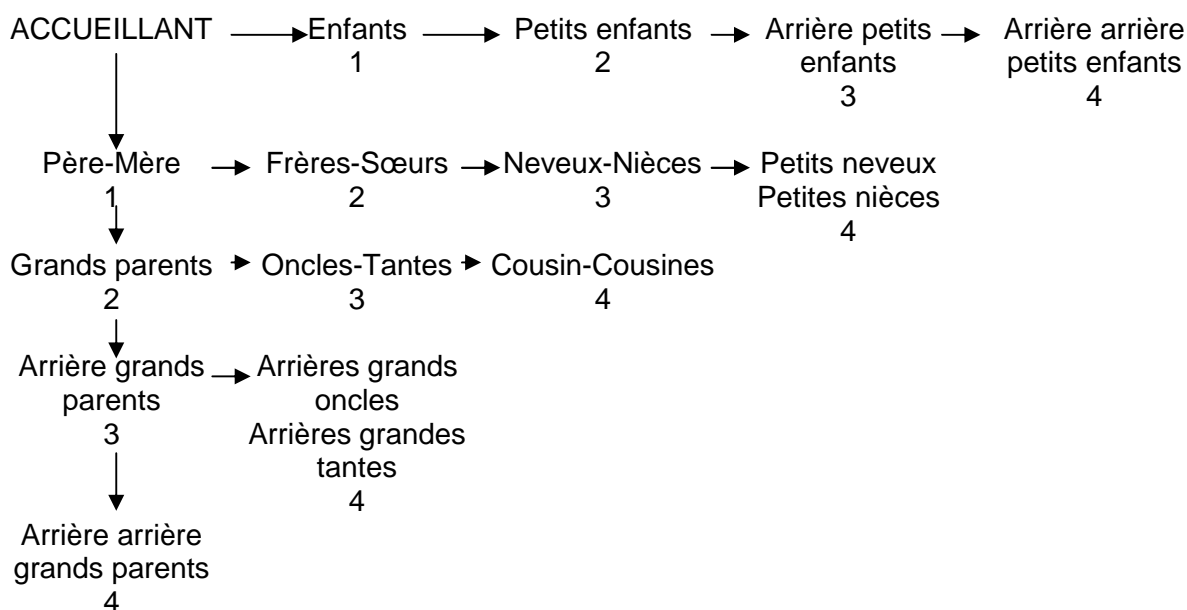 ACCUEILLANT Enfants Petits enfants Arrière petits Arrière arrière
1 2 enfants petits enfants
3 4
Père-Mère Frères-Sœurs Neveux-Nièces Petits neveux
1 2 3 Petites nièces
4
Grands parents Oncles-Tantes Cousin-Cousines
2 3 4
Arrière grands Arrières grands
parents oncles
3 Arrières grandes
tantes
4
Arrière arrière
grands parents
4